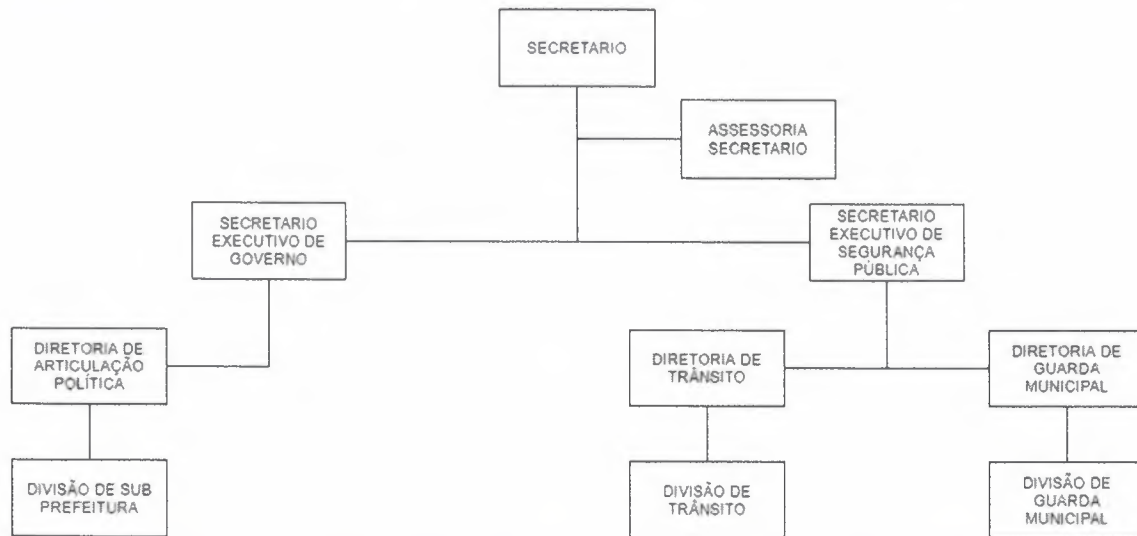 SECRETARIO
ASSESSORIA
SECRETARIO
SECRETARIO
EXECUTIVO DE
GOVERNO
SECRETARIO
EXECUTIVO DE
SEGURANÇA
PÚBLICA
DIRETORIA DE
ARTICULAÇÃO
POLÍTICA
DIRETORIA DE
TRÂNSITO
DIRETORIA DE
GUARDA
MUNICIPAL
DIVISÃO DE SUB
PREFEITURA
DIVISÃO DE
TRÂNSITO
DIVISÃO DE
GUARDA
MUNICIPAL